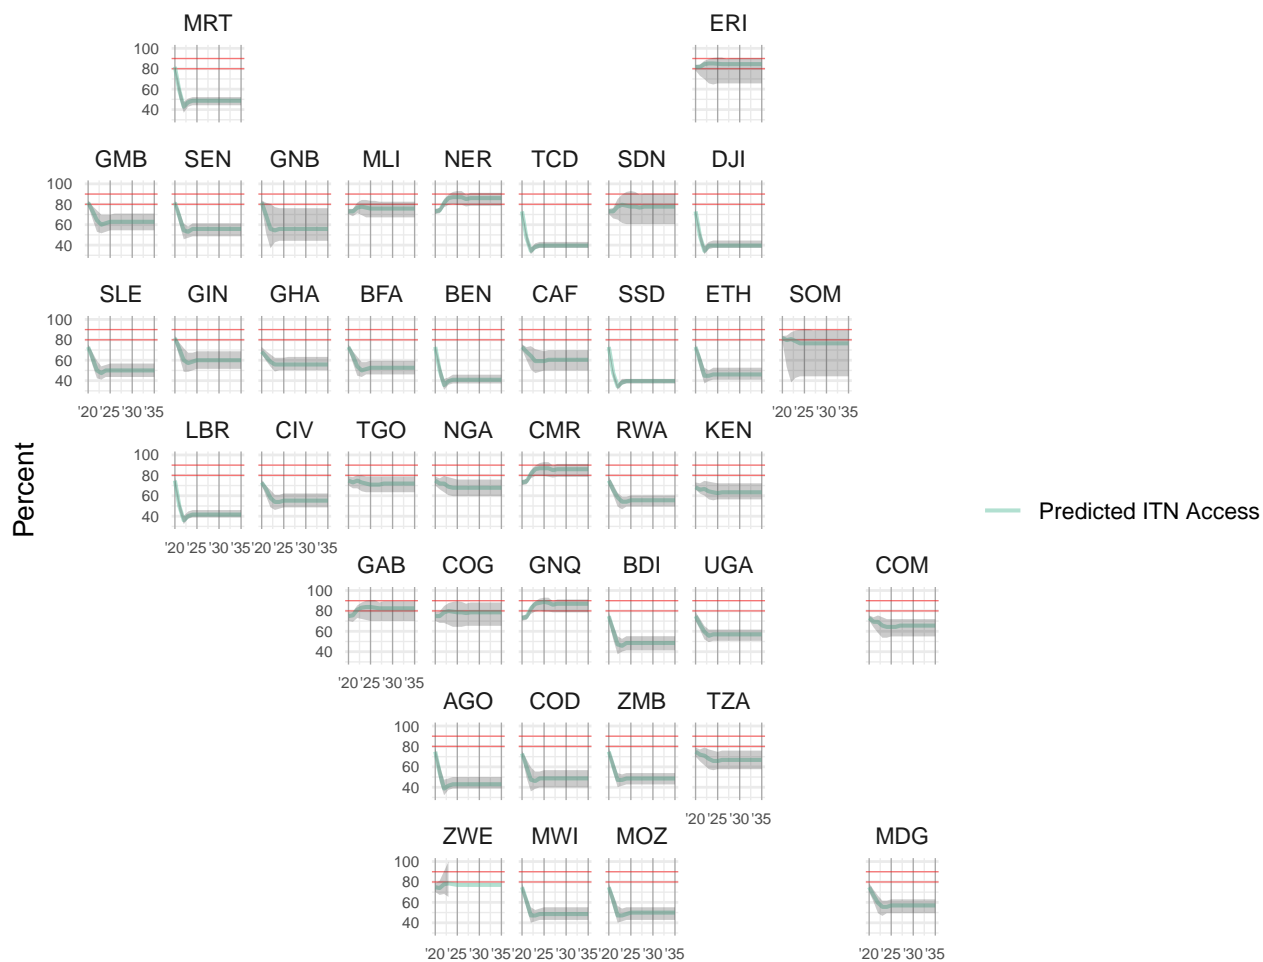 MRT ERI
100
80
60
40
GMB SEN GNB MLI NER TCD SDN DJI
100
80
60
40
SLE GIN GHA BFA BEN CAF SSD ETH SOM
100
80
60
40
'20 '25 '30 '35 '20 '25 '30 '35
LBR CIV TGO NGA CMR RWA KEN
100
80
60
40
Percent
Predicted ITN Access
'20 '25 '30 '35 '20 '25 '30 '35
GAB COG GNQ BDI UGA COM
100
80
60
40
'20 '25 '30 '35
AGO COD ZMB TZA
100
80
60
40
'20 '25 '30 '35
ZWE MWI MOZ MDG
100
80
60
40
'20 '25 '30 '35 '20 '25 '30 '35 '20 '25 '30 '35 '20 '25 '30 '35